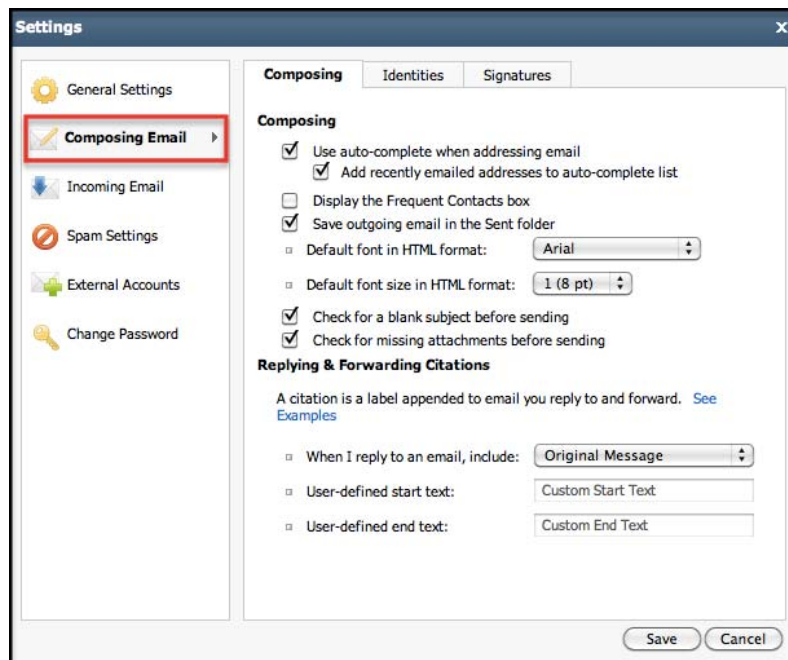 Settings
x
General Settings
Composing Email
Incoming Email
Spam Settings
External Accounts
Change Password
Composing
Identities
Signatures
Composing
Use auto-complete when addressing email
Add recently emailed addresses to auto-complete list
Display the Frequent Contacts box
Save outgoing email in the Sent folder
Default font in HTML format: Arial
Default font size in HTML format: 1 (8 pt)
Check for a blank subject before sending
Check for missing attachments before sending
Replying & Forwarding Citations
A citation is a label appended to email you reply to and forward. See
Examples
When I reply to an email, include: Original Message
User-defined start text: Custom Start Text
User-defined end text: Custom End Text
Save
Cancel